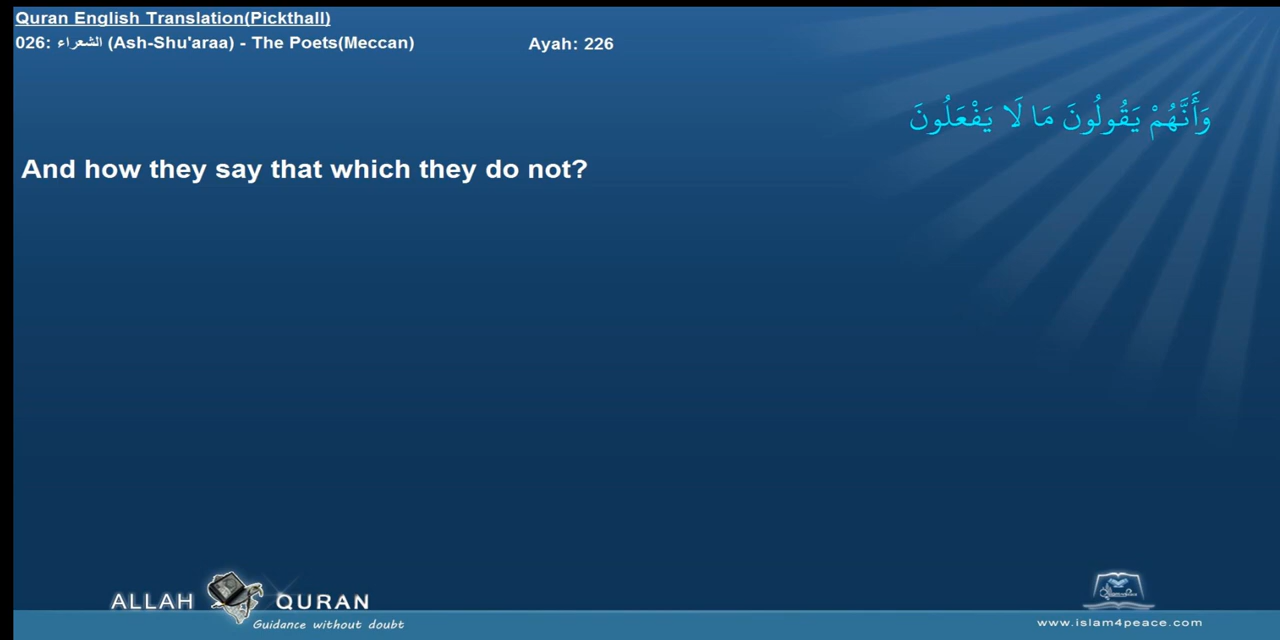 Quran English Translation(Pickthall)
026: الشعراء (Ash-Shu'araa) - The Poets(Meccan) Ayah: 226
وَأَنَّهُمْ يَقُولُونَ مَا لَا يَفْعَلُونَ
And how they say that which they do not?
ALLAH QURAN
Guidance without doubt
www.islam4peace.com